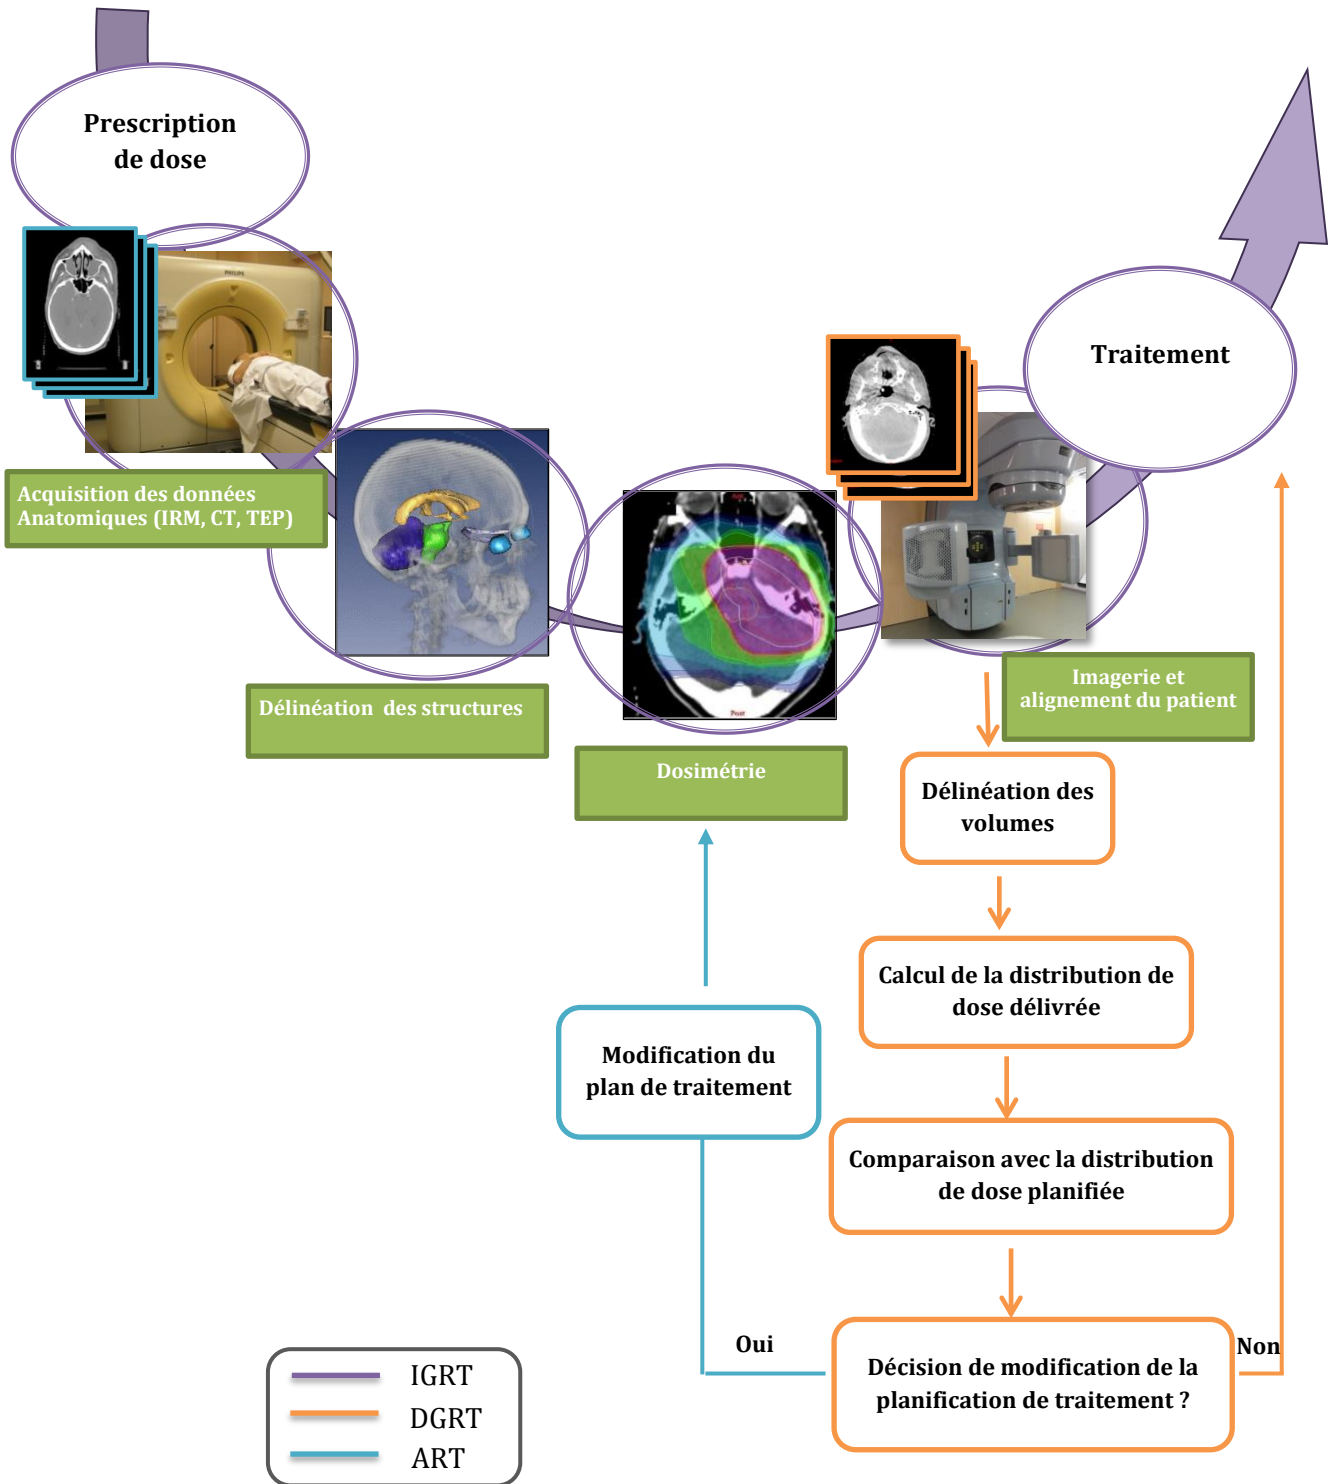 Prescription
de dose
PHILIPS
Acquisition des données
Anatomiques (IRM, CT, TEP)
Traitement
Délinéation des structures
Post
Dosimétrie
Imagerie et
alignement du patient
Délinéation des
volumes
Calcul de la distribution de
dose délivrée
Modification du
plan de traitement
Comparaison avec la distribution
de dose planifiée
Oui
Non
Décision de modification de la
planification de traitement ?
IGRT
DGRT
ART